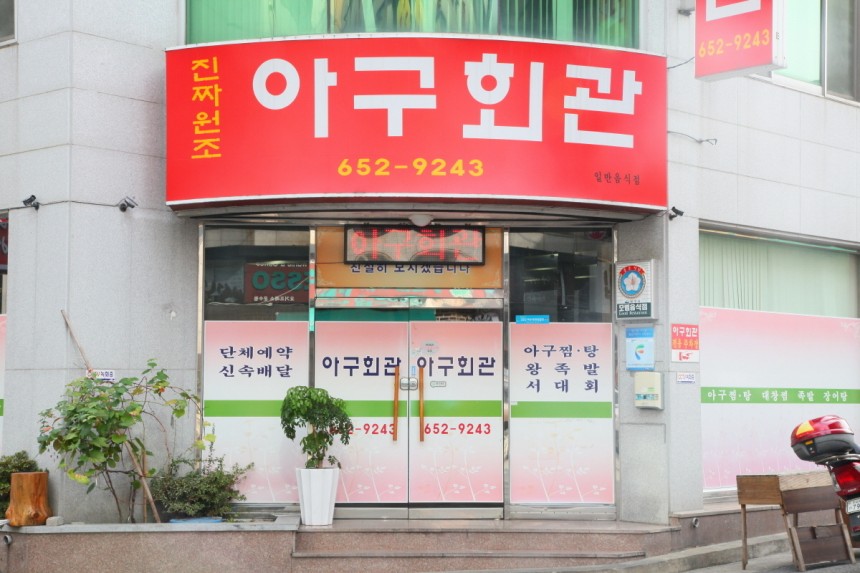 진짜원조
아구회관
652-9243
일반음식점
652-9243
아구회관
친절히 모시겠습니다
단체예약
신속배달
아구회관
아구회관
652-9243
아구찜·탕
왕족발
서대회
모범음식점
아구회관
아구찜·탕 대창찜 족발 장어탕